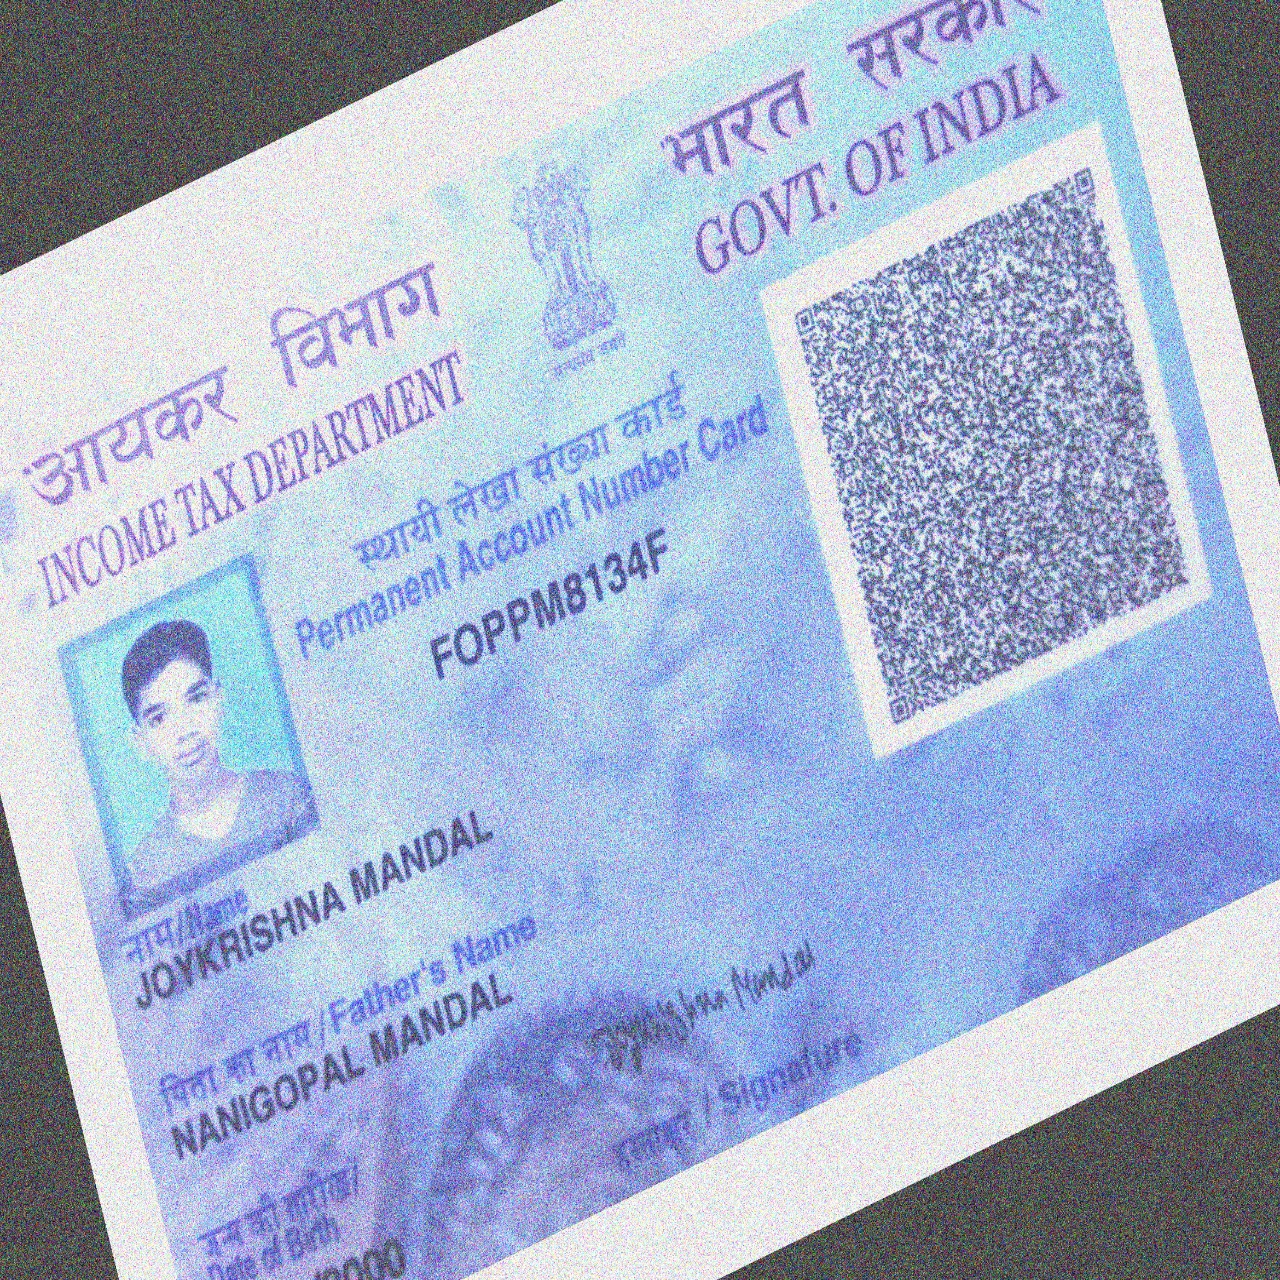 आयकर विभाग
INCOME TAX DEPARTMENT
भारत सरकार
GOVT. OF INDIA
सत्यमेव जयते
स्थायी लेखा संख्या कार्ड
Permanent Account Number Card
FOPPM8134F
नाम/Name
JOYKRISHNA MANDAL
पिता का नाम/Father's Name
NANIGOPAL MANDAL
Joykrishna Mandal
हस्ताक्षर/Signature
जन्म की तारीख/
Date of Birth
/2000